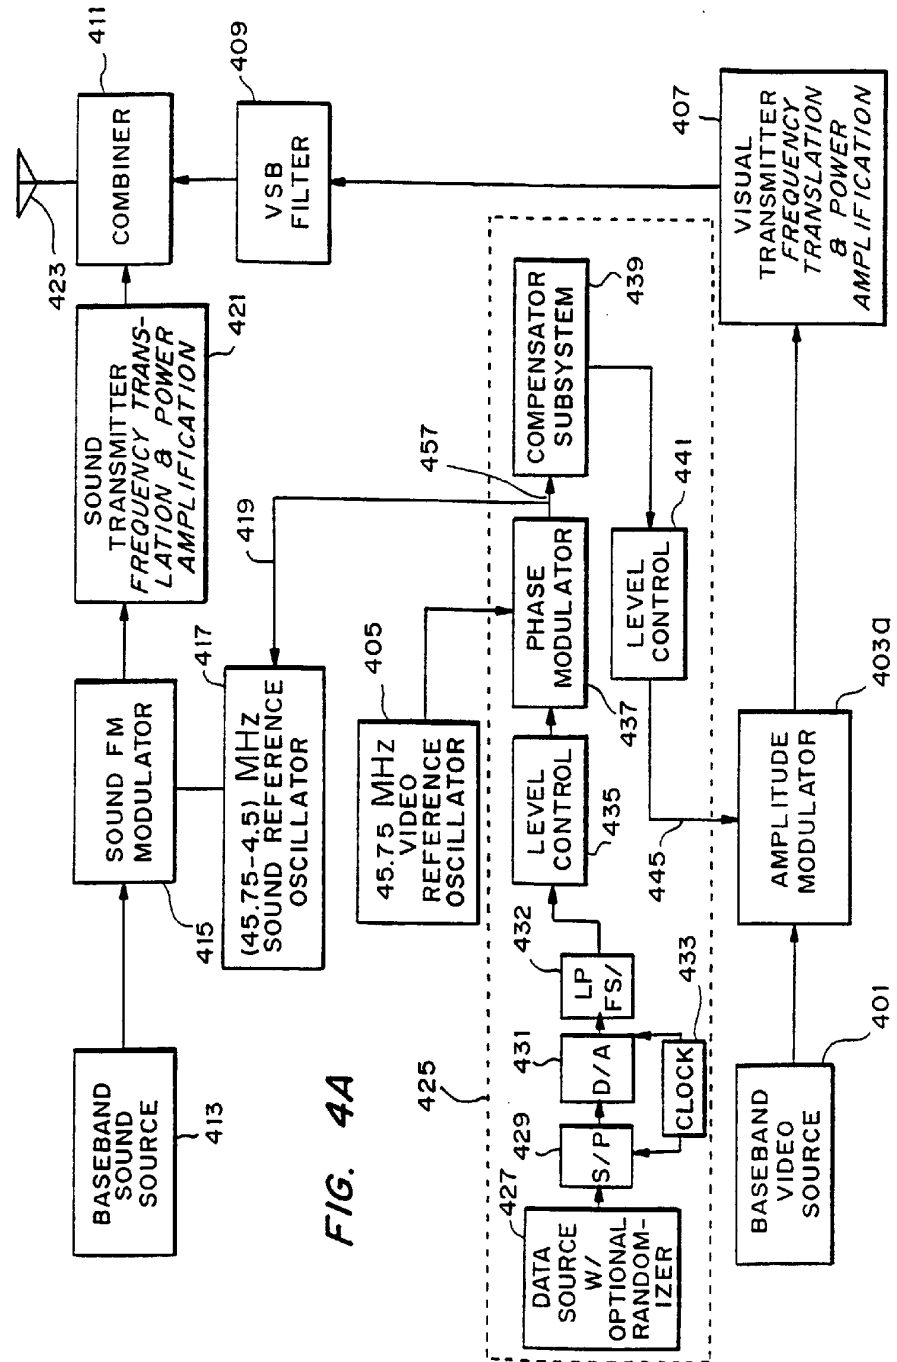 BASEBAND
SOUND
SOURCE
413
SOUND FM
MODULATOR
415
SOUND
TRANSMITTER
FREQUENCY TRANS-
LATION & POWER
AMPLIFICATION
421
COMBINER
411
423
(45.75-4.5) MHz
SOUND REFERENCE
OSCILLATOR
417
419
VSB
FILTER
409
FIG. 4A
45.75 MHz
VIDEO
REFERENCE
OSCILLATOR
405
457
425
DATA
SOURCE
W/
OPTIONAL
RANDOM-
IZER
427
S/P
429
D/A
431
LP
FS/
432
CLOCK
433
LEVEL
CONTROL
435
PHASE
MODULATOR
437
COMPENSATOR
SUBSYSTEM
439
LEVEL
CONTROL
441
445
BASEBAND
VIDEO
SOURCE
401
AMPLITUDE
MODULATOR
403a
VISUAL
TRANSMITTER
FREQUENCY
TRANSLATION
& POWER
AMPLIFICATION
407